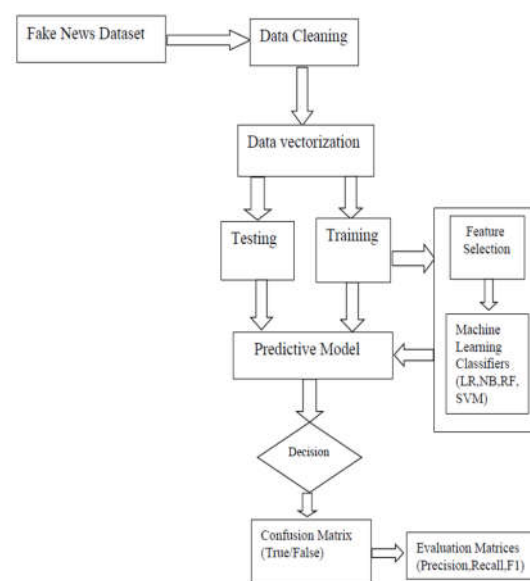 Fake News Dataset
Data Cleaning
Data vectorization
Testing
Training
Feature
Selection
Machine
Learning
Classifiers
(LR,NB,RF,
SVM)
Predictive Model
Decision
Confusion Matrix
(True/False)
Evaluation Matrices
(Precision,Recall,F1)